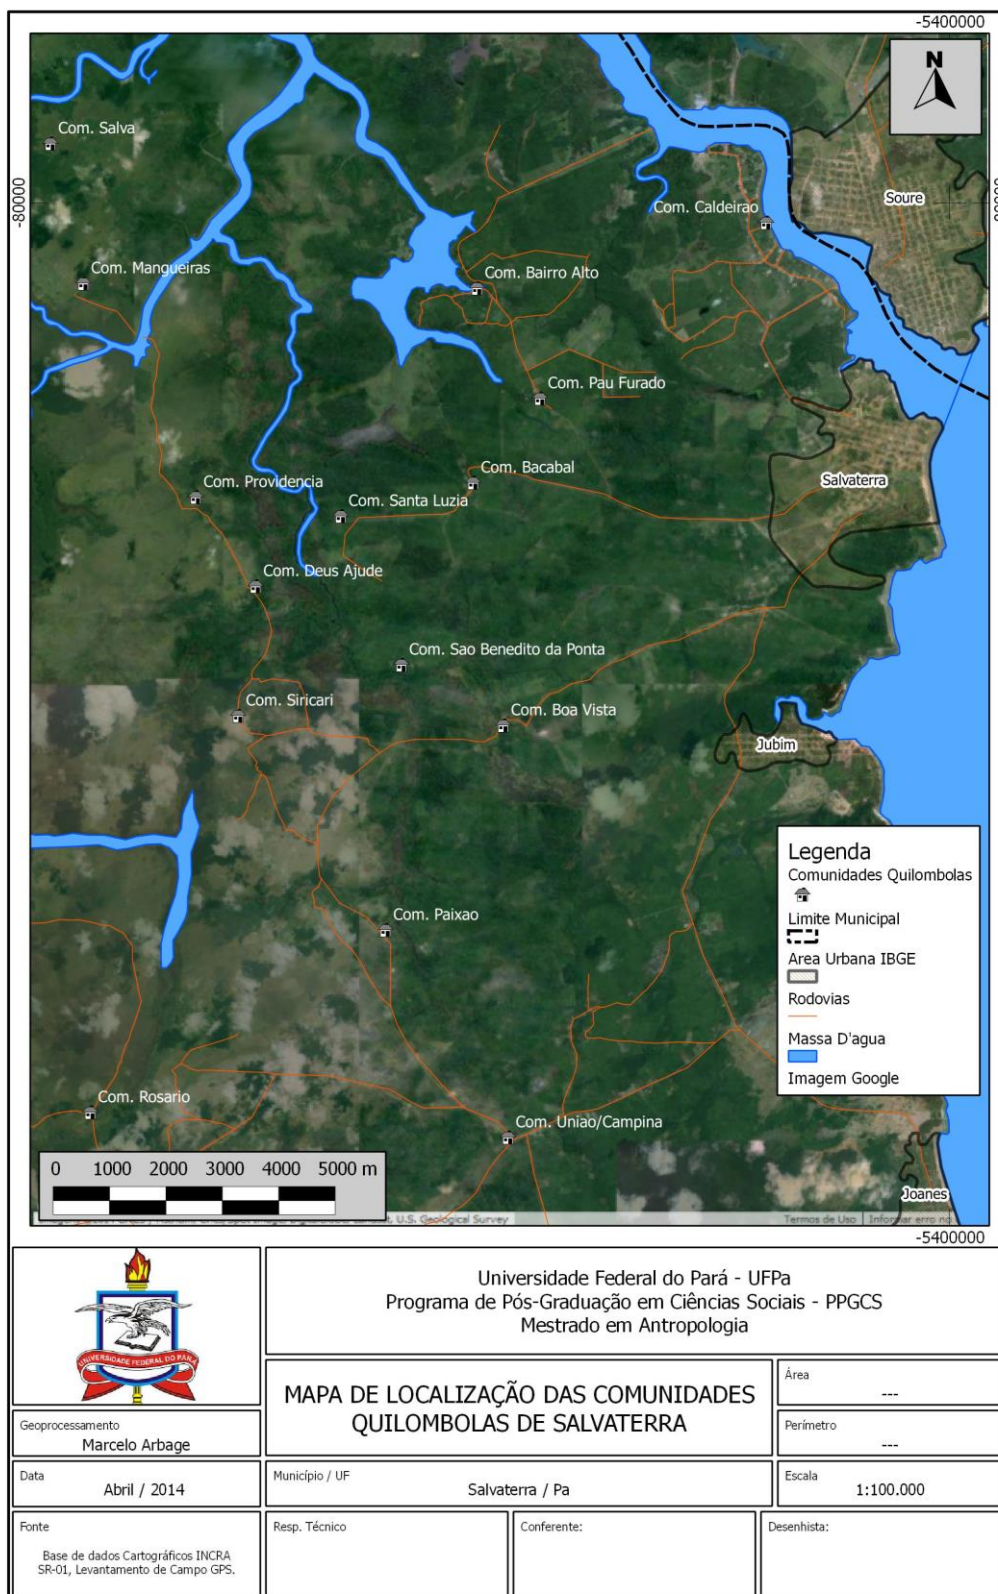 -5400000
N
Com. Salva
-80000
Soure
Com. Caldeirao
Com. Mangueiras
Com. Bairro Alto
Com. Pau Furado
Com. Bacabal
Com. Providencia
Com. Santa Luzia
Salvaterra
Com. Deus Ajude
Com. Sao Benedito da Ponta
Com. Siricari
Com. Boa Vista
Jubim
Legenda
Comunidades Quilombolas
Limite Municipal
Area Urbana IBGE
Rodovias
Massa D'agua
Imagem Google
Com. Paixao
Com. Rosario
Com. Uniao/Campina
Joanes
0 1000 2000 3000 4000 5000 m
U.S. Geological Survey
Termos de Uso
Informar erro no
-5400000
UNIVERSIDADE FEDERAL DO PARÁ
Universidade Federal do Pará - UFPa
Programa de Pós-Graduação em Ciências Sociais - PPGCS
Mestrado em Antropologia
MAPA DE LOCALIZAÇÃO DAS COMUNIDADES
QUILOMBOLAS DE SALVATERRA
Área
---
Geoprocessamento
Marcelo Arbage
Perímetro
---
Data
Abril / 2014
Município / UF
Salvaterra / Pa
Escala
1:100.000
Fonte
Base de dados Cartográficos INCRA
SR-01, Levantamento de Campo GPS.
Resp. Técnico
Conferente:
Desenhista: